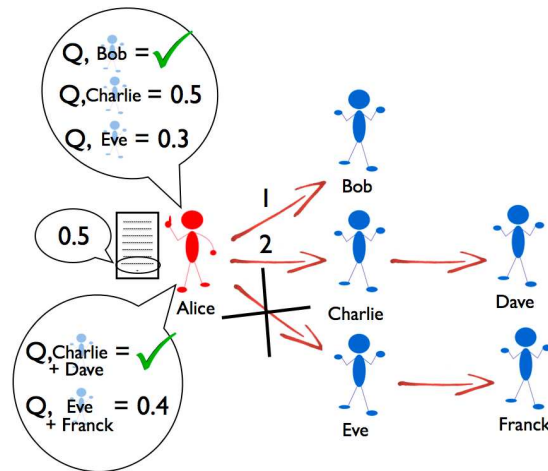 Q, Bob =
Q, Charlie = 0.5
Q, Eve = 0.3
1
Bob
0.5
2
Alice
Charlie
Dave
Q, Charlie + Dave =
Q, Eve + Franck = 0.4
Eve
Franck